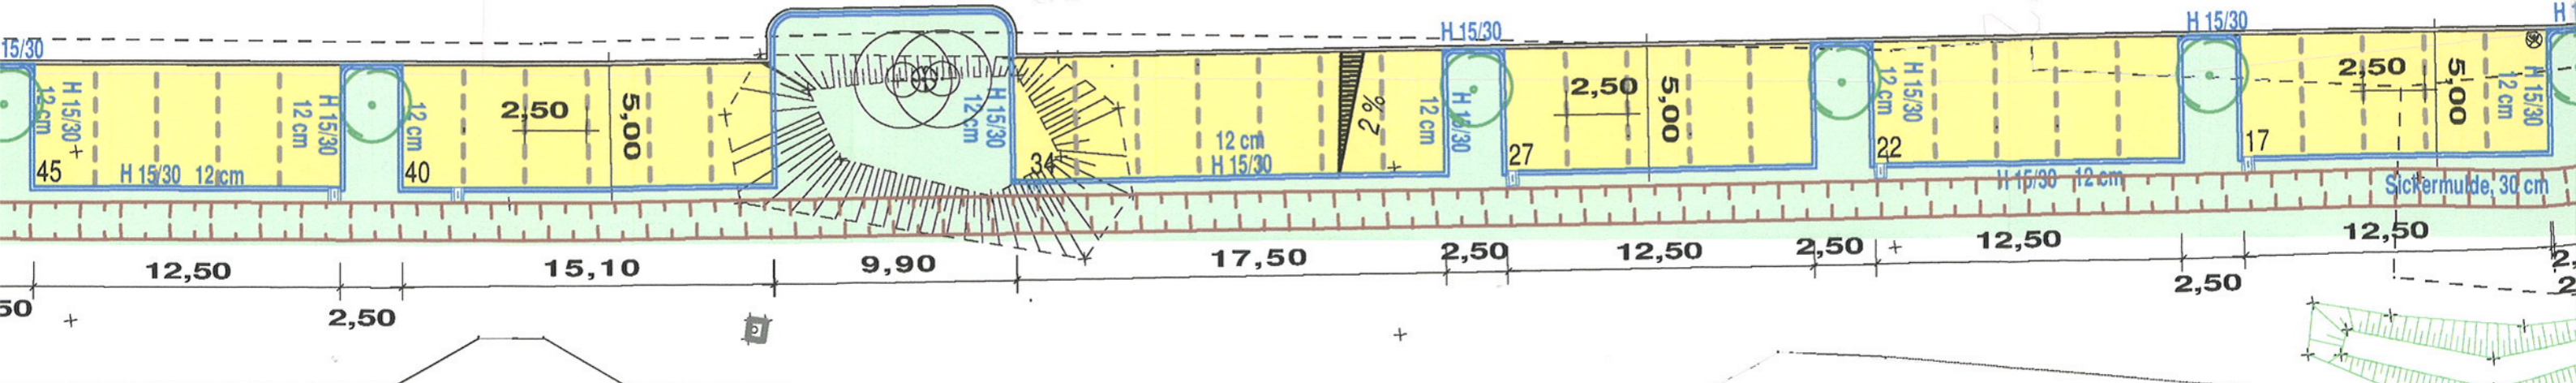 15/30
12 cm
H 15/30
45
H 15/30 12 cm
12 cm
H 15/30
12 cm
40
2,50
5,00
12 cm
H 15/30
34
12 cm
H 15/30
2 %
12 cm
H 15/30
H 15/30
27
2,50
5,00
12 cm
H 15/30
22
H 15/30 12 cm
H 15/30
17
2,50
5,00
12 cm
H 15/30
H 1
Sickermulde, 30 cm
50
12,50
2,50
15,10
9,90
17,50
2,50
12,50
2,50
12,50
2,50
12,50
2,
2